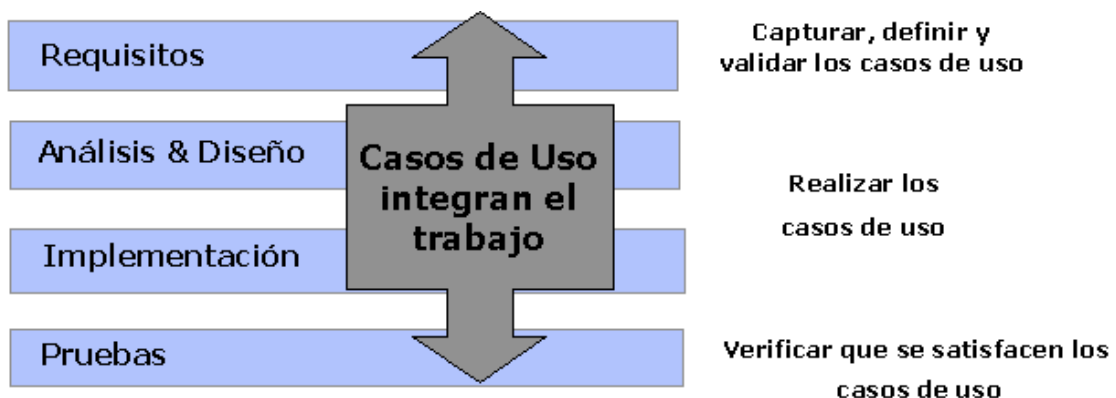 Requisitos
Capturar, definir y
validar los casos de uso
Análisis & Diseño
Casos de Uso
integran el
trabajo
Realizar los
casos de uso
Implementación
Pruebas
Verificar que se satisfacen los
casos de uso